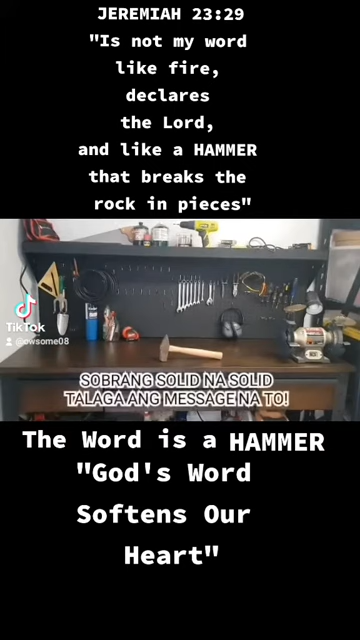 JEREMIAH 23:29
"Is not my word
like fire,
declares
the Lord,
and like a HAMMER
that breaks the
rock in pieces"
TikTok
@owsome08
SOBRANG SOLID NA SOLID
TALAGA ANG MESSAGE NA TO!
The Word is a HAMMER
"God's Word
Softens Our
Heart"